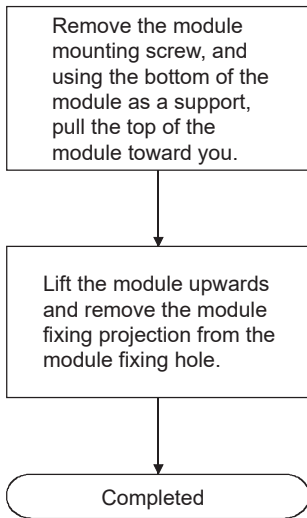 Remove the module
mounting screw, and
using the bottom of the
module as a support,
pull the top of the
module toward you.
Lift the module upwards
and remove the module
fixing projection from the
module fixing hole.
Completed